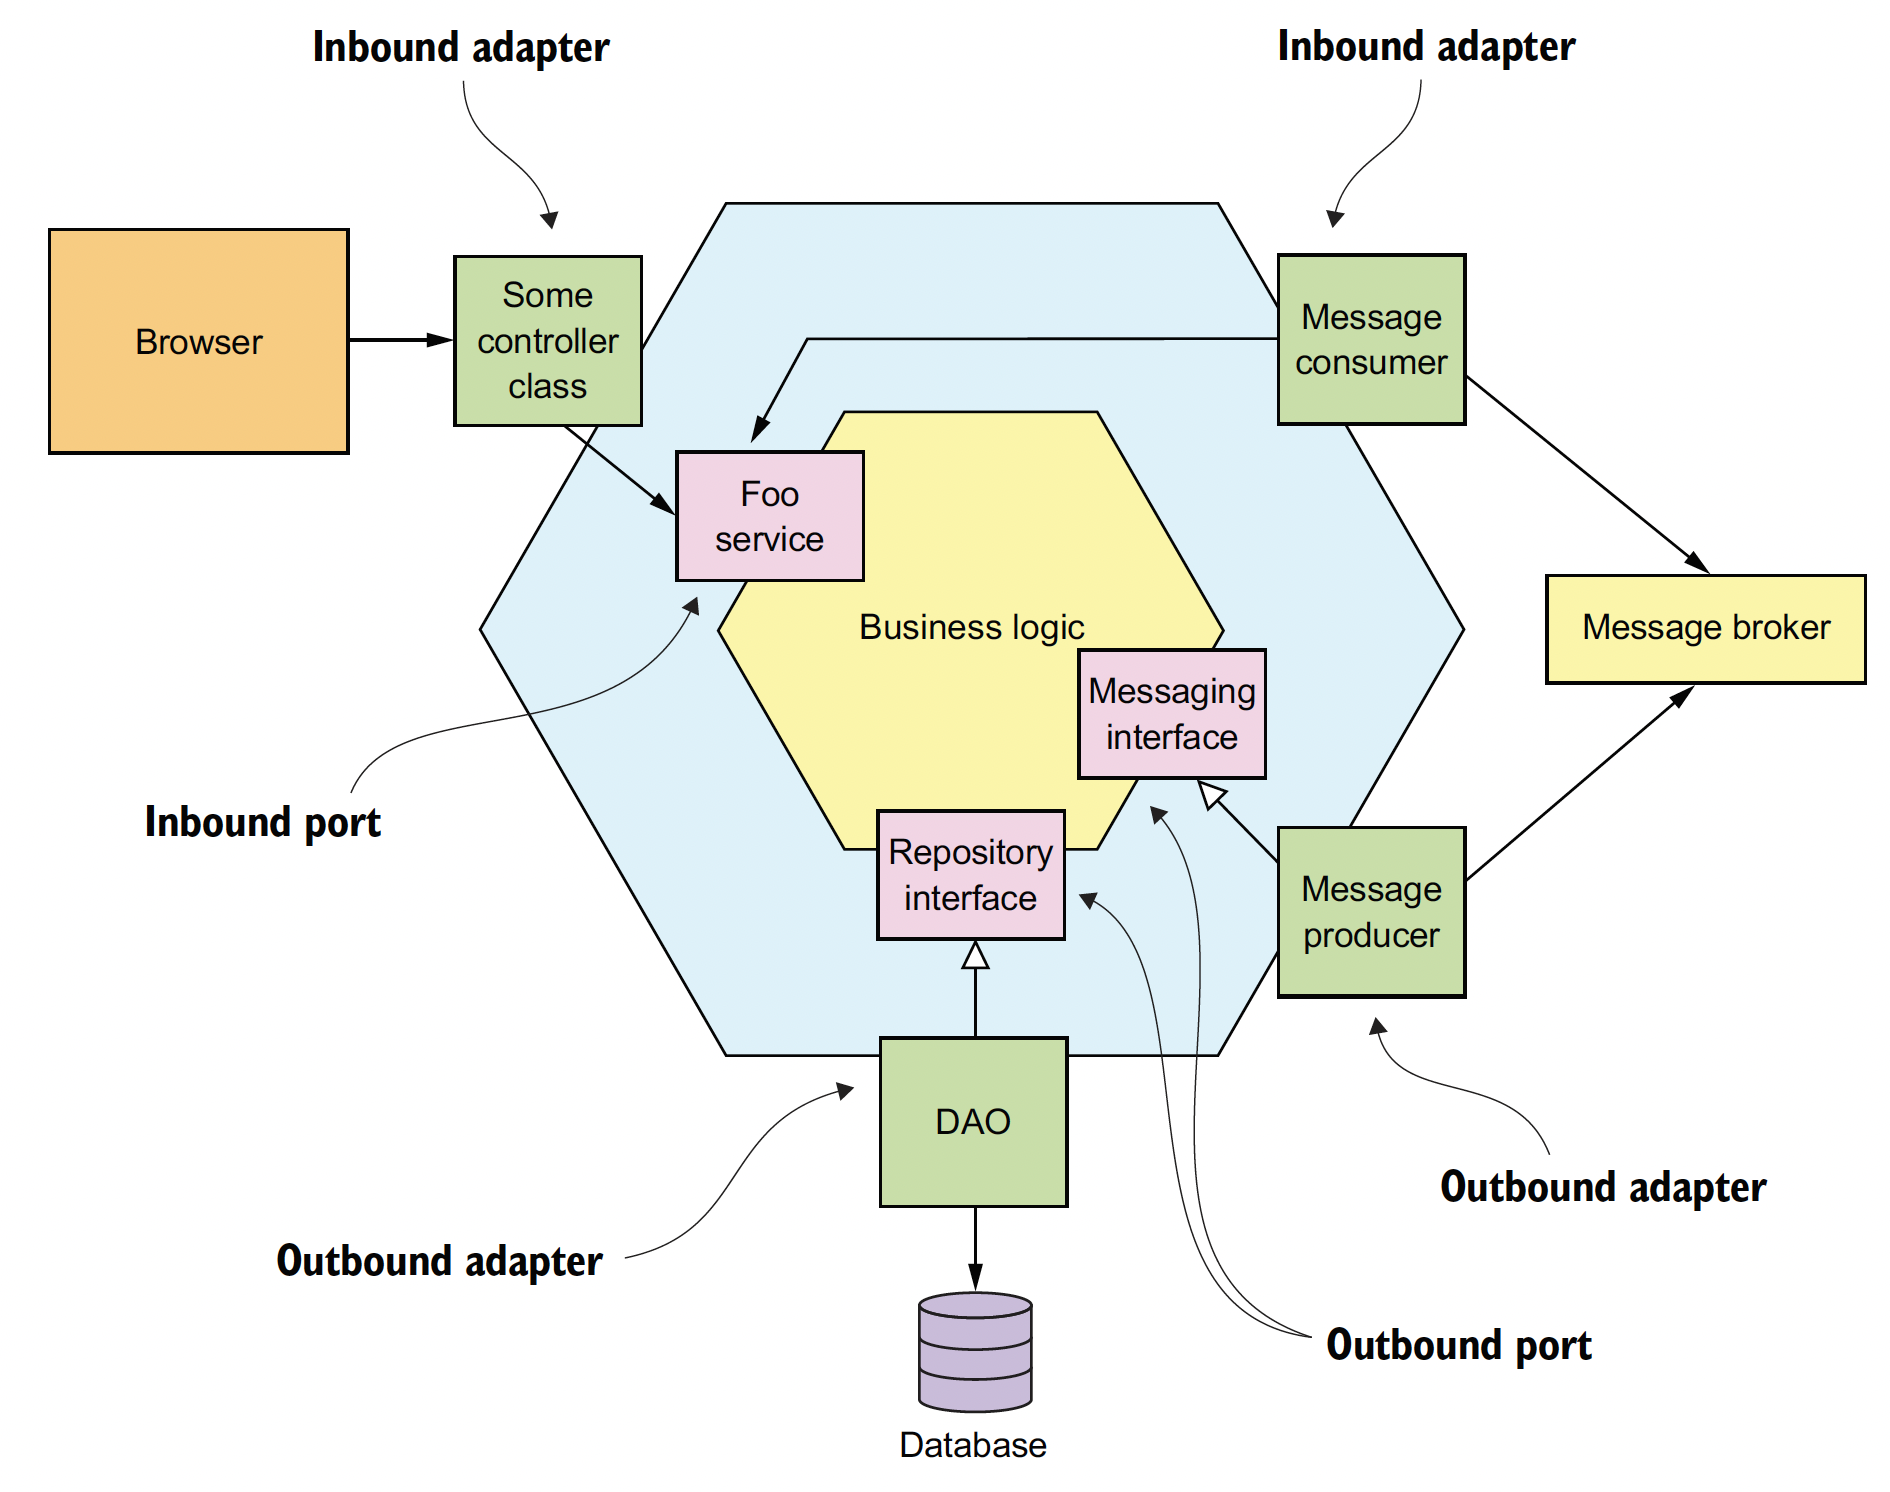 Inbound adapter
Inbound adapter
Browser
Some
controller
class
Message
consumer
Foo
service
Business logic
Message broker
Messaging
interface
Inbound port
Repository
interface
Message
producer
DAO
Outbound adapter
Outbound adapter
Outbound port
Database